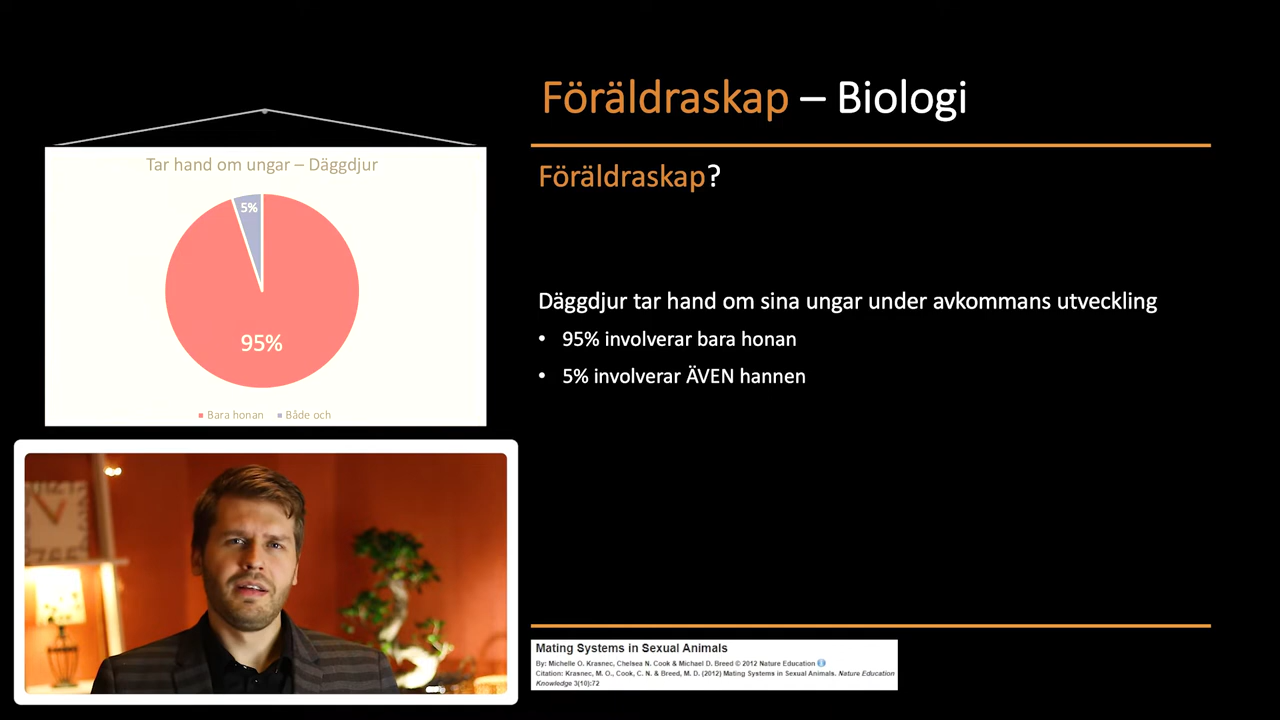 Föräldraskap – Biologi
Tar hand om ungar – Däggdjur
5%
95%
Bara honan Både och
Föräldraskap?
Däggdjur tar hand om sina ungar under avkommans utveckling
• 95% involverar bara honan
• 5% involverar ÄVEN hannen
Mating Systems in Sexual Animals
By: Michelle O. Krasnec, Chelsea N. Cook & Michael D. Breed © 2012 Nature Education
Citation: Krasnec, M. O., Cook, C. N. & Breed, M. D. (2012) Mating Systems in Sexual Animals. Nature Education
Knowledge 3(10):72